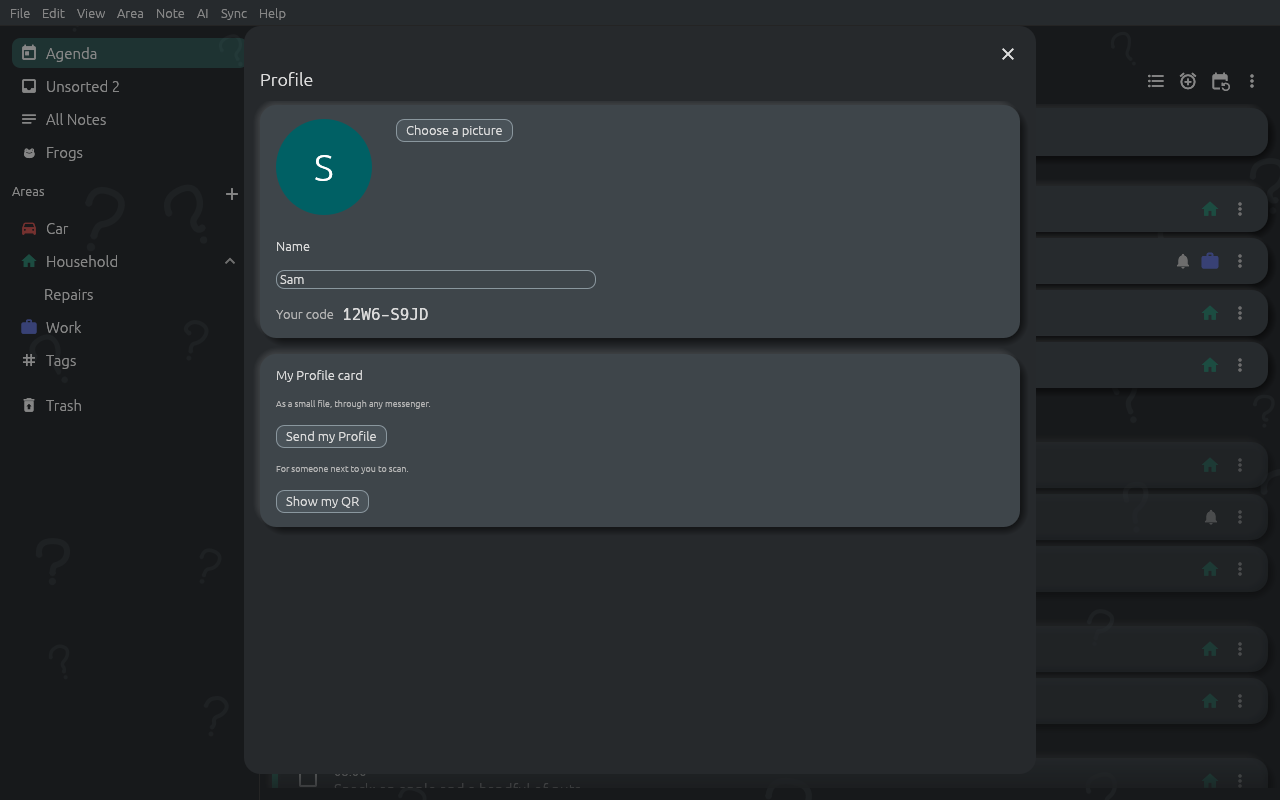 File Edit View Area Note AI Sync Help
Agenda
Unsorted 2
All Notes
Frogs
Areas
Car
Household
Repairs
Work
Tags
Trash
Profile
S
Choose a picture
Name
Sam
Your code 12W6-S9JD
My Profile card
As a small file, through any messenger.
Send my Profile
For someone next to you to scan.
Show my QR